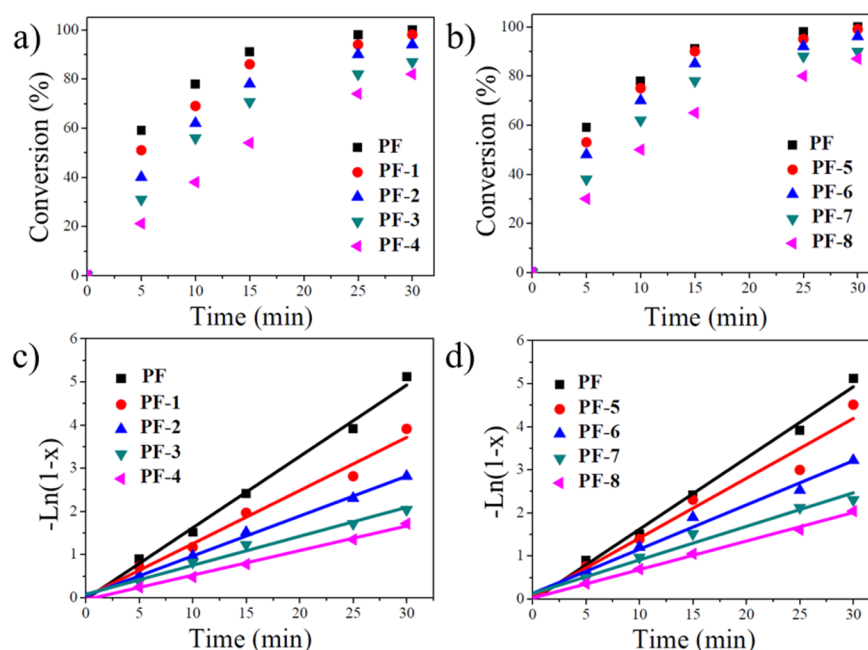 a)
Conversion (%)
100
80
60
40
20
0
PF
PF-1
PF-2
PF-3
PF-4
0 5 10 15 20 25 30
Time (min)
b)
Conversion (%)
100
80
60
40
20
0
PF
PF-5
PF-6
PF-7
PF-8
0 5 10 15 20 25 30
Time (min)
c)
-Ln(1-x)
6
5
4
3
2
1
0
PF
PF-1
PF-2
PF-3
PF-4
0 5 10 15 20 25 30
Time (min)
d)
-Ln(1-x)
6
5
4
3
2
1
0
PF
PF-5
PF-6
PF-7
PF-8
0 5 10 15 20 25 30
Time (min)